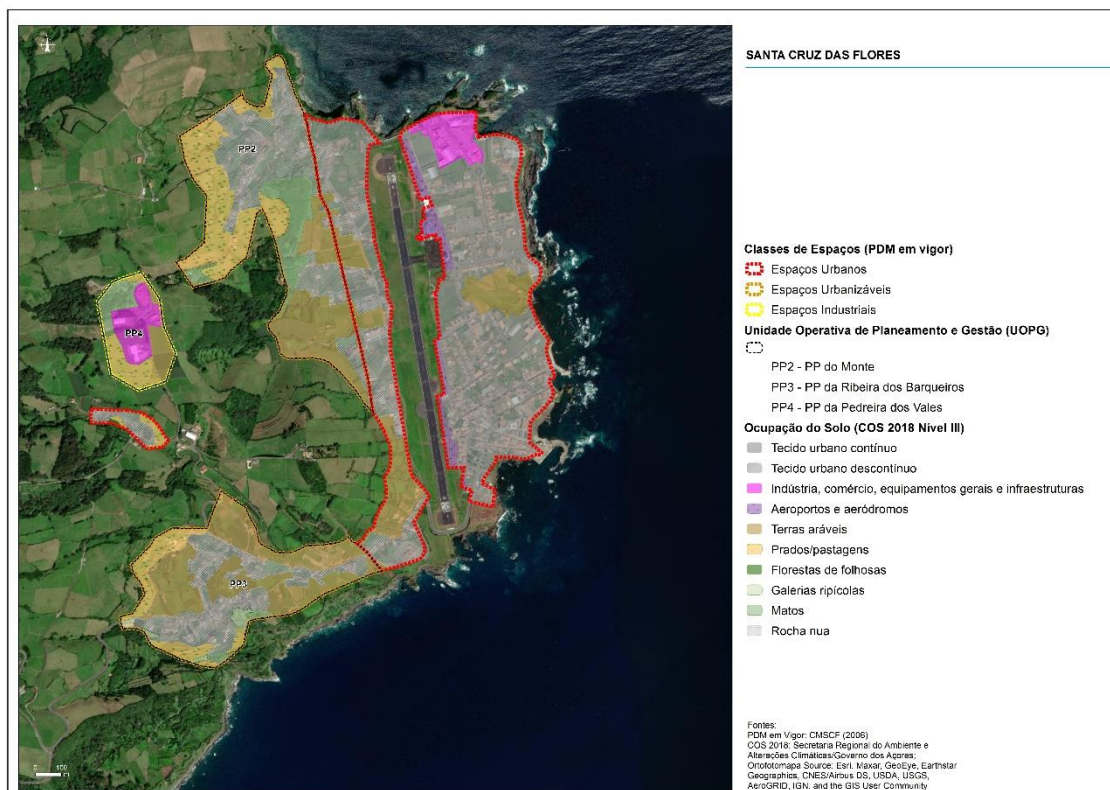 SANTA CRUZ DAS FLORES
PP2
PP4
PP3
Classes de Espaços (PDM em vigor)
Espaços Urbanos
Espaços Urbanizáveis
Espaços Industriais
Unidade Operativa de Planeamento e Gestão (UOPG)
PP2 - PP do Monte
PP3 - PP da Ribeira dos Barqueiros
PP4 - PP da Pedreira dos Vales
Ocupação do Solo (COS 2018 Nível III)
Tecido urbano contínuo
Tecido urbano descontínuo
Indústria, comércio, equipamentos gerais e infraestruturas
Aeroportos e aeródromos
Terras aráveis
Prados/pastagens
Florestas de folhosas
Galerias ripícolas
Matos
Rocha nua
Fontes:
PDM em Vigor: CMSCF (2006)
COS 2018: Secretaria Regional do Ambiente e
Alterações Climáticas/Governo dos Açores;
Ortofotomapa Source: Esri, Maxar, GeoEye, Earthstar
Geographics, CNES/Airbus DS, USDA, USGS,
AeroGRID, IGN, and the GIS User Community
0 100
m